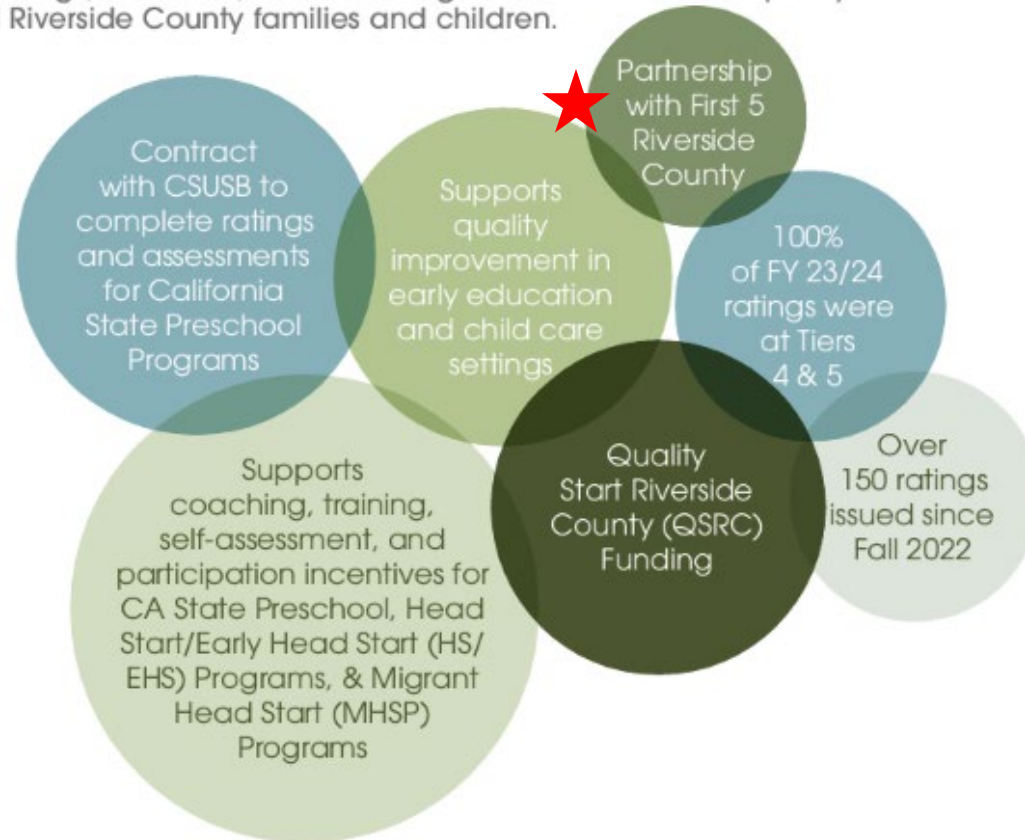 Riverside County families and children.
Partnership
with First 5
Riverside
County
Contract
with CSUSB to
complete ratings
and assessments
for California
State Preschool
Programs
Supports
quality
improvement in
early education
and child care
settings
100%
of FY 23/24
ratings were
at Tiers
4 & 5
Supports
coaching, training,
self-assessment, and
participation incentives for
CA State Preschool, Head
Start/Early Head Start (HS/
EHS) Programs, & Migrant
Head Start (MHSP)
Programs
Quality
Start Riverside
County (QSRC)
Funding
Over
150 ratings
issued since
Fall 2022